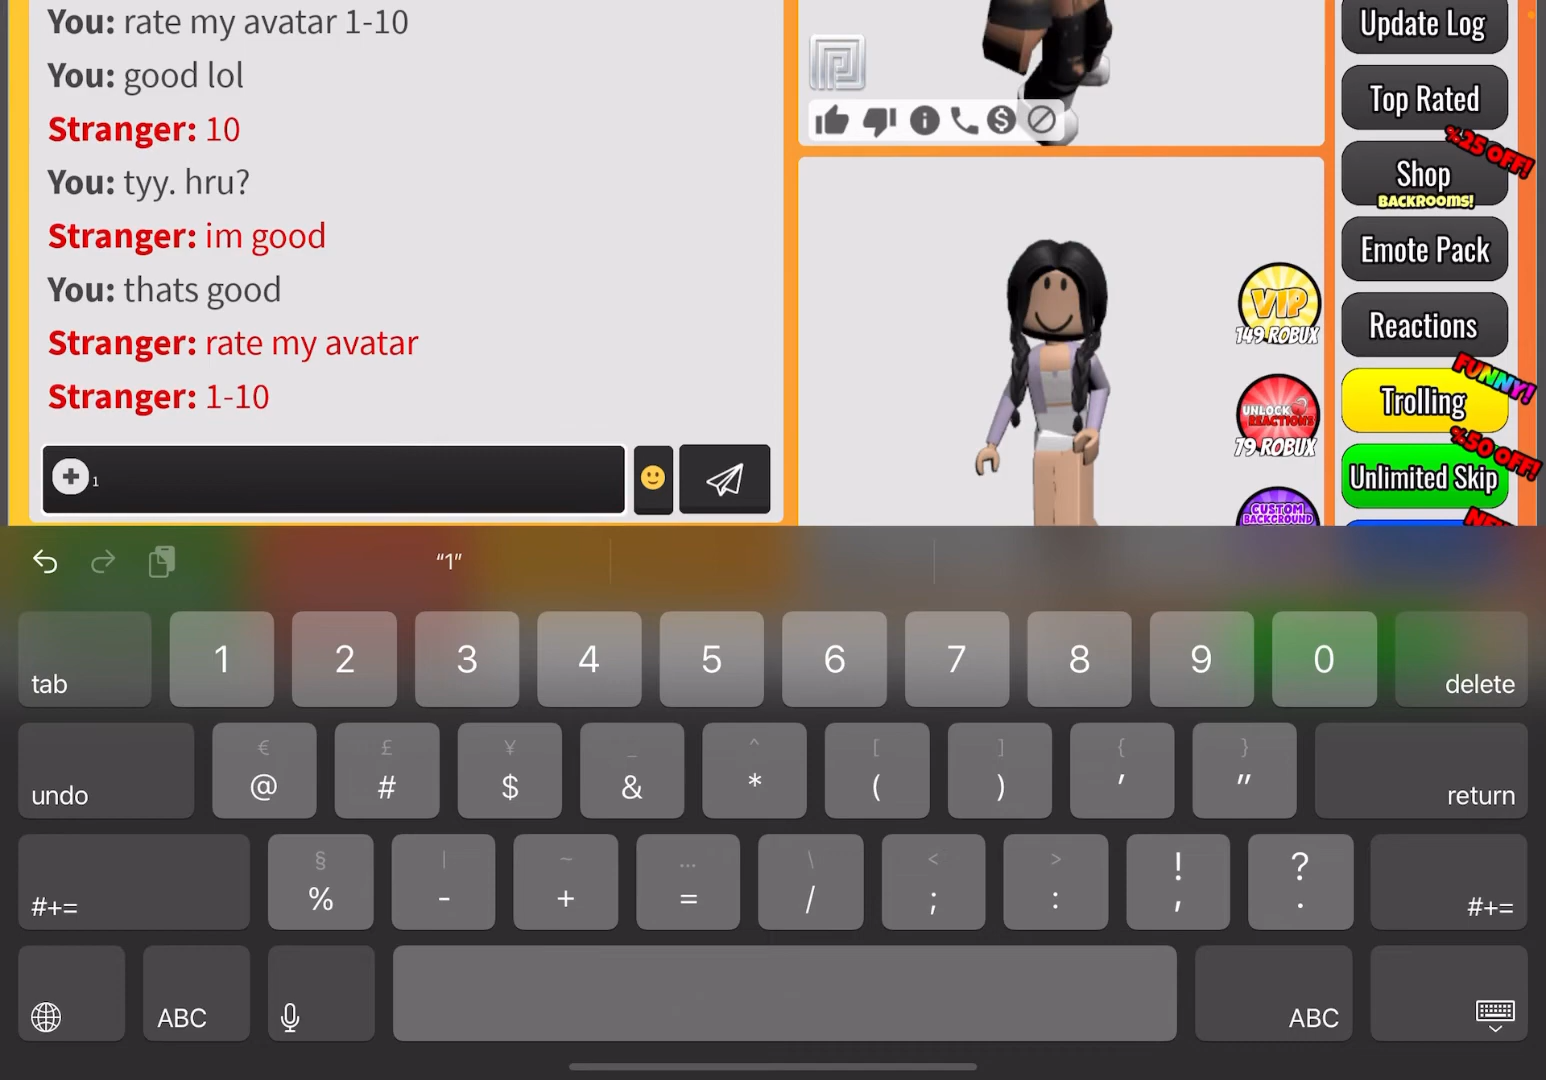 You: rate my avatar 1-10
You: good lol
Stranger: 10
You: tyy. hru?
Stranger: im good
You: thats good
Stranger: rate my avatar
Stranger: 1-10
1
VIP
149 ROBUX
UNLOCK
REACTIONS
79 ROBUX
CUSTOM
BACKGROUND
Update Log
Top Rated
%25 OFF!
Shop
BACKROOMS!
Emote Pack
Reactions
FUNNY!
Trolling
%50 OFF!
Unlimited Skip
“1”
tab 1 2 3 4 5 6 7 8 9 0 delete
€ £ ¥ _ ^ [ ] { }
undo @ # $ & * ( ) ' " return
§ | ~ … \ < > ! ?
#+= % - + = / ; : , . #+=
ABC ABC